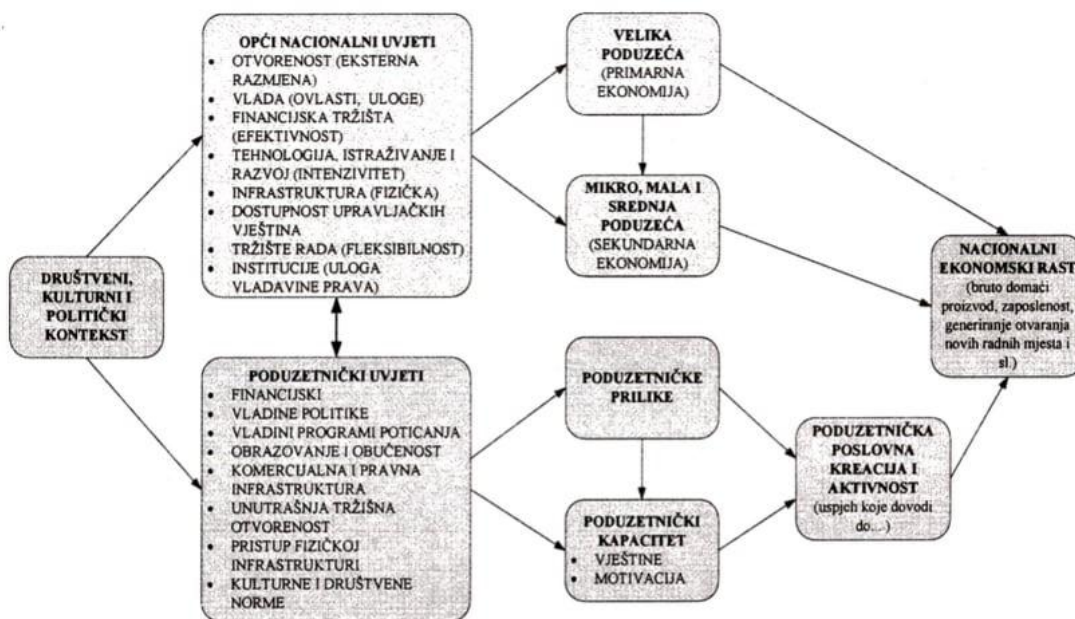 OPĆI NACIONALNI UVJETI
• OTVORENOST (EKSTERNA
RAZMJENA)
• VLADA (OVLASTI, ULOGE)
• FINANCIJSKA TRŽIŠTA
(EFEKTIVNOST)
• TEHNOLOGIJA, ISTRAŽIVANJE I
RAZVOJ (INTENZIVITET)
• INFRASTRUKTURA (FIZIČKA)
• DOSTUPNOST UPRAVLJAČKIH
VJEŠTINA
• TRŽIŠTE RADA (FLEKSIBILNOST)
• INSTITUCIJE (ULOGA
VLADAVINE PRAVA)
VELIKA
PODUZEĆA
(PRIMARNA
EKONOMIJA)
MIKRO, MALA I
SREDNJA
PODUZEĆA
(SEKUNDARNA
EKONOMIJA)
DRUŠTVENI,
KULTURNI I
POLITIČKI
KONTEKST
NACIONALNI
EKONOMSKI RAST
(bruto domaći
proizvod, zaposlenost,
generiranje otvaranja
novih radnih mjesta i
sl.)
PODUZETNIČKI UVJETI
• FINANCIJSKI
• VLADINE POLITIKE
• VLADINI PROGRAMI POTICANJA
• OBRAZOVANJE I OBUČENOST
• KOMERCIJALNA I PRAVNA
INFRASTRUKTURA
• UNUTRAŠNJA TRŽIŠNA
OTVORENOST
• PRISTUP FIZIČKOJ
INFRASTRUKTURI
• KULTURNE I DRUŠTVENE
NORME
PODUZETNIČKE
PRILIKE
PODUZETNIČKI
KAPACITET
• VJEŠTINE
• MOTIVACIJA
PODUZETNIČKA
POSLOVNA
KREACIJA I
AKTIVNOST
(uspjeh koje dovodi
do...)